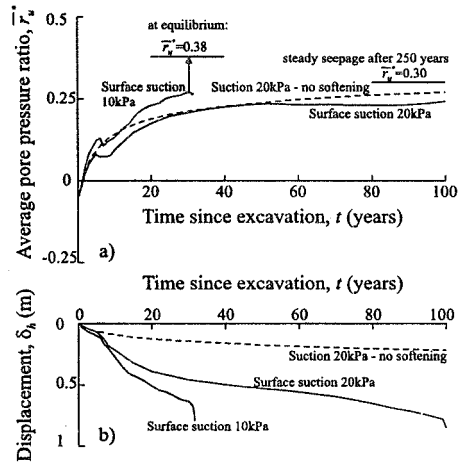 0.5
at equilibrium:
r̄ᵤ*=0.38
steady seepage after 250 years
r̄ᵤ*=0.30
Surface suction
10kPa
Suction 20kPa - no softening
0.25
Surface suction 20kPa
0
20
40
60
80
100
Time since excavation, t (years)
-0.25
a)
Average pore pressure ratio, r̄ᵤ*
Time since excavation, t (years)
0
20
40
60
80
100
0
Suction 20kPa - no softening
0.5
Surface suction 20kPa
Surface suction 10kPa
1
b)
Displacement, δₕ (m)